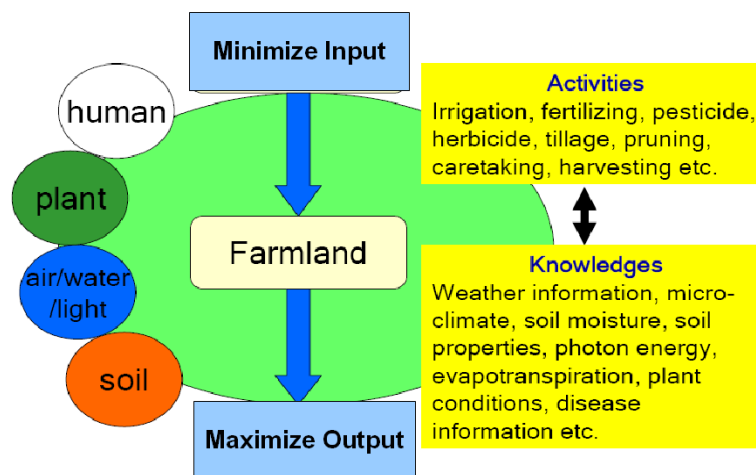 Minimize Input
human
plant
air/water
/light
soil
Farmland
Maximize Output
Activities
Irrigation, fertilizing, pesticide,
herbicide, tillage, pruning,
caretaking, harvesting etc.
Knowledges
Weather information, micro-
climate, soil moisture, soil
properties, photon energy,
evapotranspiration, plant
conditions, disease
information etc.